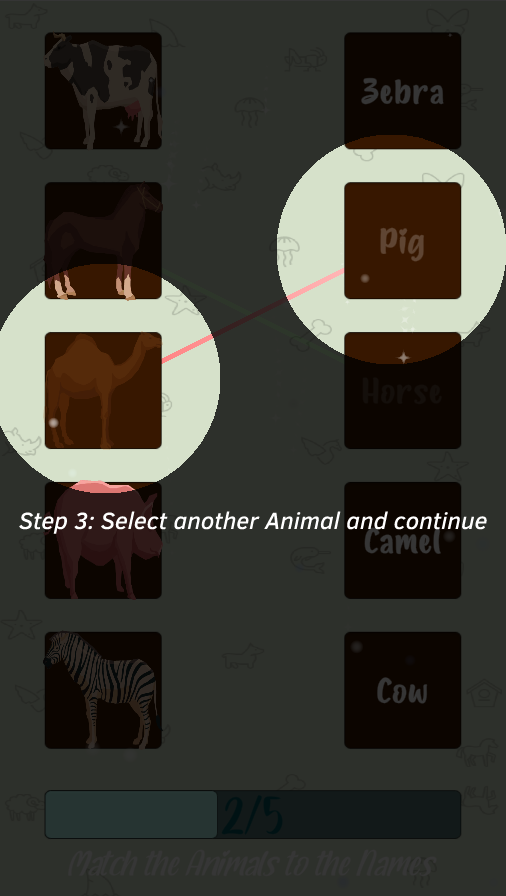 3ebra
Pig
Horse
Step 3: Select another Animal and continue
Camel
Cow
2/5
Match the Animals to the Names